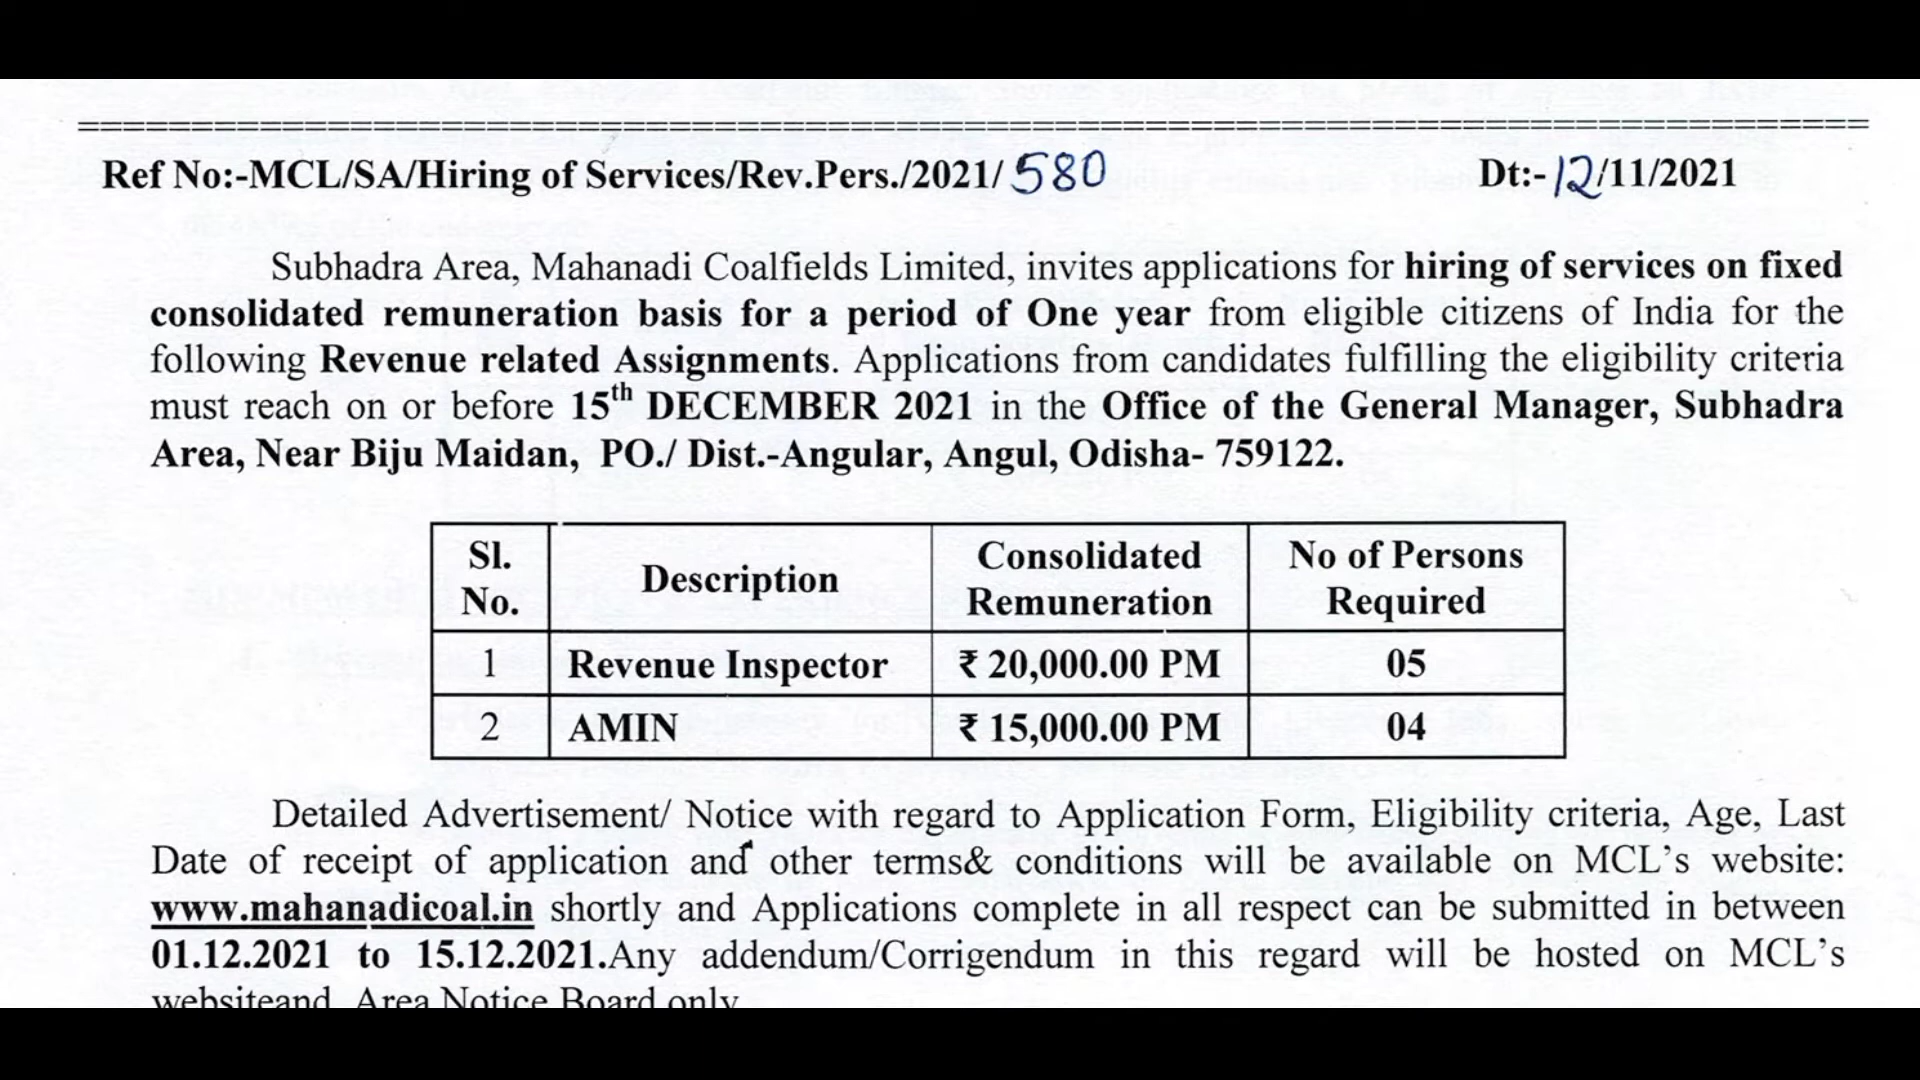 Ref No:-MCL/SA/Hiring of Services/Rev.Pers./2021/ 580 Dt:- 12/11/2021
Subhadra Area, Mahanadi Coalfields Limited, invites applications for hiring of services on fixed
consolidated remuneration basis for a period of One year from eligible citizens of India for the
following Revenue related Assignments. Applications from candidates fulfilling the eligibility criteria
must reach on or before 15th DECEMBER 2021 in the Office of the General Manager, Subhadra
Area, Near Biju Maidan, PO./ Dist.-Angular, Angul, Odisha- 759122.
Sl. No. Description Consolidated Remuneration No of Persons Required
1 Revenue Inspector ₹ 20,000.00 PM 05
2 AMIN ₹ 15,000.00 PM 04
Detailed Advertisement/ Notice with regard to Application Form, Eligibility criteria, Age, Last
Date of receipt of application and other terms& conditions will be available on MCL's website:
www.mahanadicoal.in shortly and Applications complete in all respect can be submitted in between
01.12.2021 to 15.12.2021.Any addendum/Corrigendum in this regard will be hosted on MCL's
websiteand Area Notice Board only